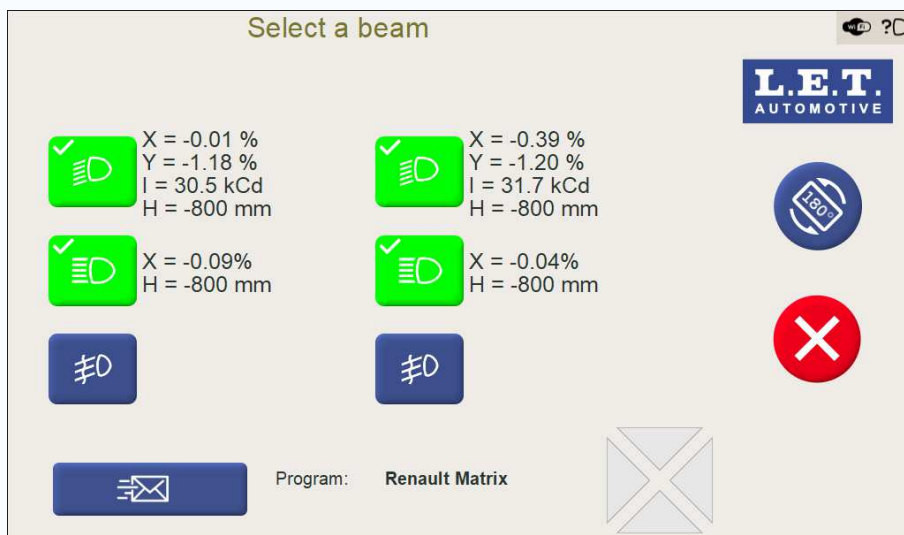 Select a beam
WiFi ?
L.E.T.
AUTOMOTIVE
X = -0.01 %
Y = -1.18 %
I = 30.5 kCd
H = -800 mm
X = -0.39 %
Y = -1.20 %
I = 31.7 kCd
H = -800 mm
180°
X = -0.09%
H = -800 mm
X = -0.04%
H = -800 mm
Program: Renault Matrix